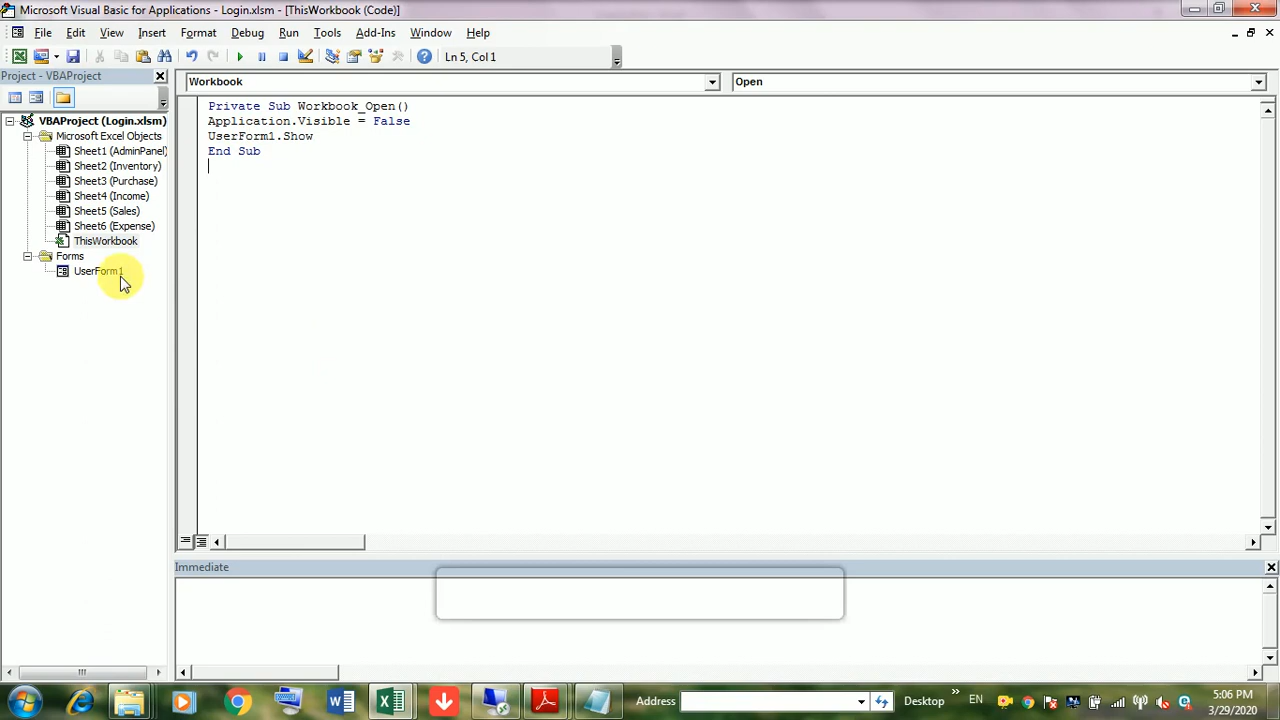 Microsoft Visual Basic for Applications - Login.xlsm - [ThisWorkbook (Code)]
File Edit View Insert Format Debug Run Tools Add-Ins Window Help
Ln 5, Col 1
Project - VBAProject
Workbook
Open
VBAProject (Login.xlsm)
Microsoft Excel Objects
Sheet1 (AdminPanel)
Sheet2 (Inventory)
Sheet3 (Purchase)
Sheet4 (Income)
Sheet5 (Sales)
Sheet6 (Expense)
ThisWorkbook
Forms
UserForm1
Private Sub Workbook_Open()
Application.Visible = False
UserForm1.Show
End Sub
Immediate
Address
Desktop
EN
5:06 PM
3/29/2020